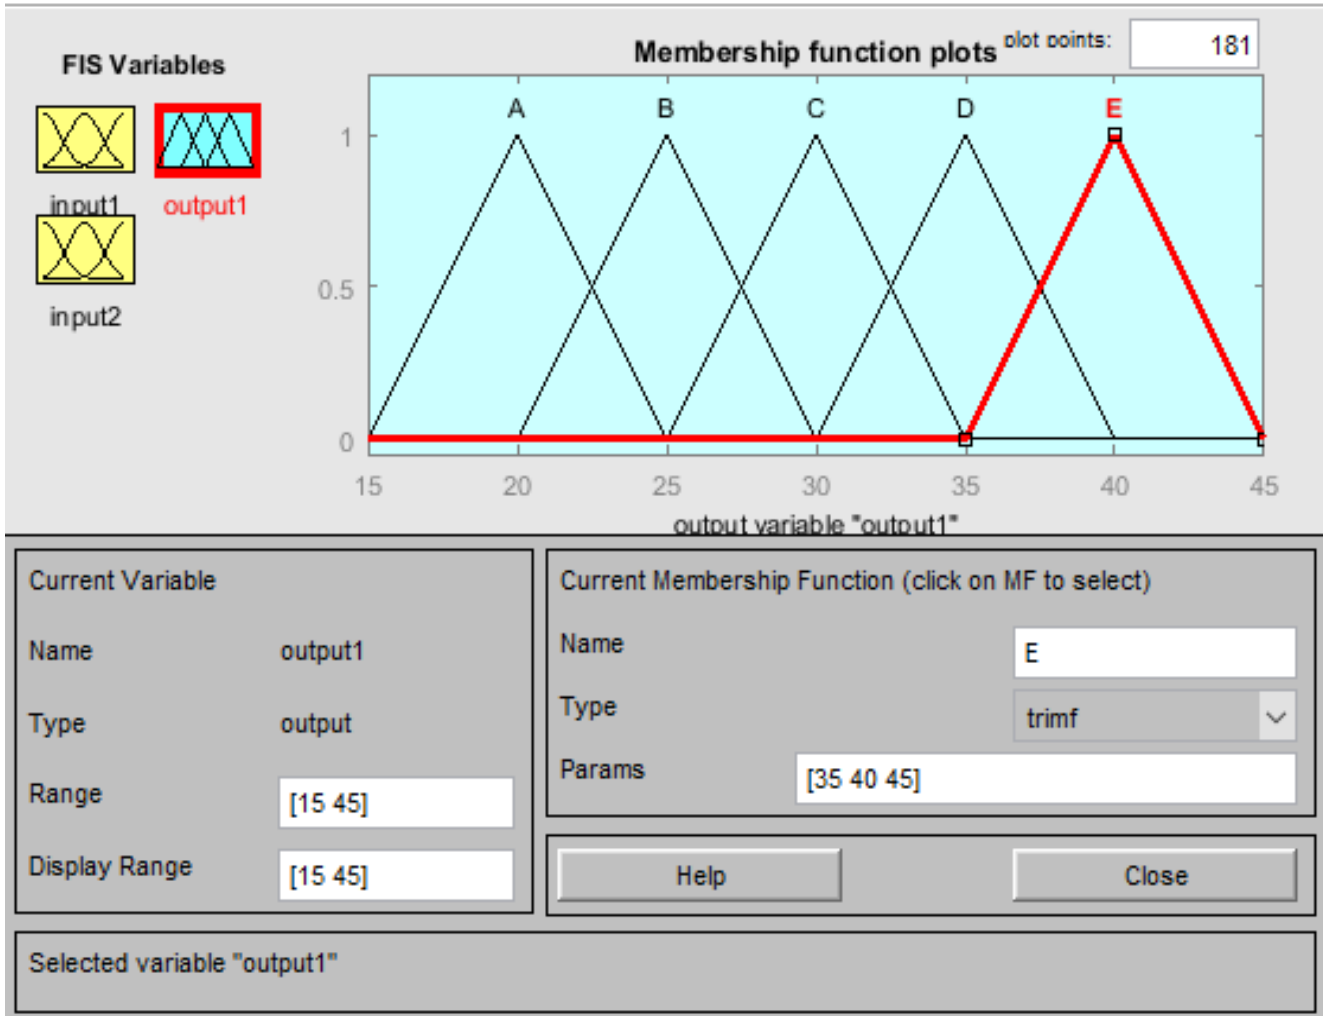 FIS Variables
Membership function plots
plot points:
181
input1
output1
input2
A
B
C
D
E
1
0.5
0
15
20
25
30
35
40
45
output variable "output1"
Current Variable
Name
output1
Type
output
Range
[15 45]
Display Range
[15 45]
Current Membership Function (click on MF to select)
Name
E
Type
trimf
Params
[35 40 45]
Help
Close
Selected variable "output1"